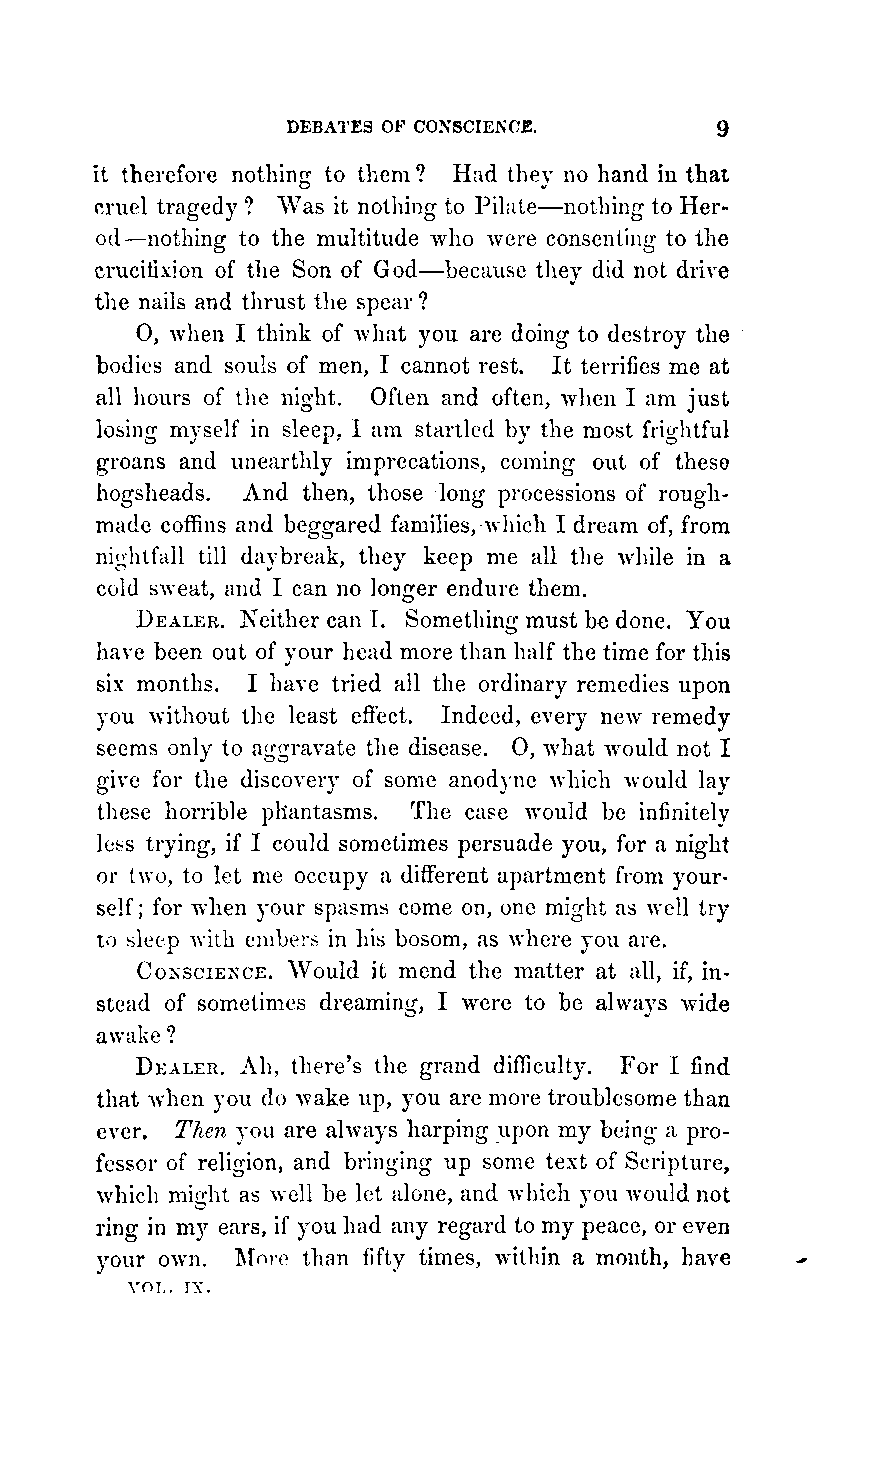 DEBATES OF CONSCIENCE. 9
it therefore nothing to them? Had they no hand in that
cruel tragedy? Was it nothing to Pilate—nothing to Her-
od—nothing to the multitude who were consenting to the
crucifixion of the Son of God—because they did not drive
the nails and thrust the spear?
O, when I think of what you are doing to destroy the
bodies and souls of men, I cannot rest. It terrifies me at
all hours of the night. Often and often, when I am just
losing myself in sleep, I am startled by the most frightful
groans and unearthly imprecations, coming out of these
hogsheads. And then, those long processions of rough-
made coffins and beggared families, which I dream of, from
nightfall till daybreak, they keep me all the while in a
cold sweat, and I can no longer endure them.
DEALER. Neither can I. Something must be done. You
have been out of your head more than half the time for this
six months. I have tried all the ordinary remedies upon
you without the least effect. Indeed, every new remedy
seems only to aggravate the disease. O, what would not I
give for the discovery of some anodyne which would lay
these horrible phantasms. The case would be infinitely
less trying, if I could sometimes persuade you, for a night
or two, to let me occupy a different apartment from your-
self; for when your spasms come on, one might as well try
to sleep with embers in his bosom, as where you are.
CONSCIENCE. Would it mend the matter at all, if, in-
stead of sometimes dreaming, I were to be always wide
awake?
DEALER. Ah, there's the grand difficulty. For I find
that when you do wake up, you are more troublesome than
ever. Then you are always harping upon my being a pro-
fessor of religion, and bringing up some text of Scripture,
which might as well be let alone, and which you would not
ring in my ears, if you had any regard to my peace, or even
your own. More than fifty times, within a month, have
VOL. IX.